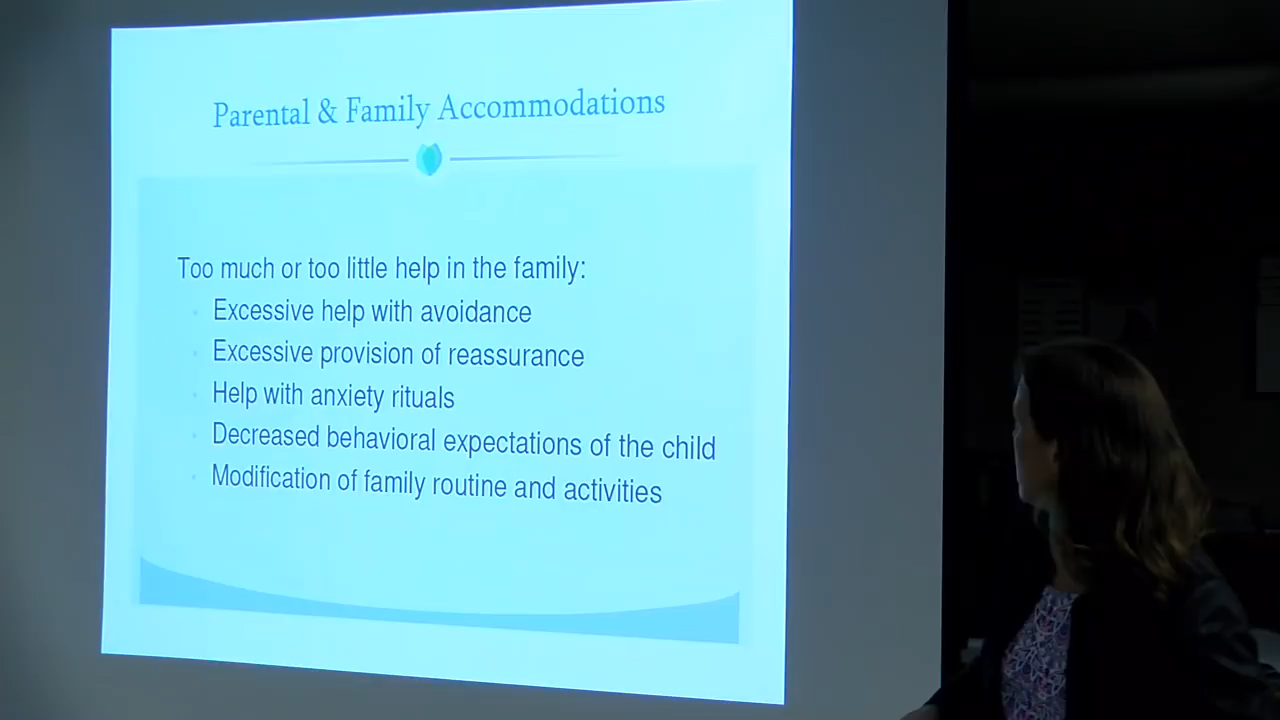 Parental & Family Accommodations
Too much or too little help in the family:
Excessive help with avoidance
Excessive provision of reassurance
Help with anxiety rituals
Decreased behavioral expectations of the child
Modification of family routine and activities